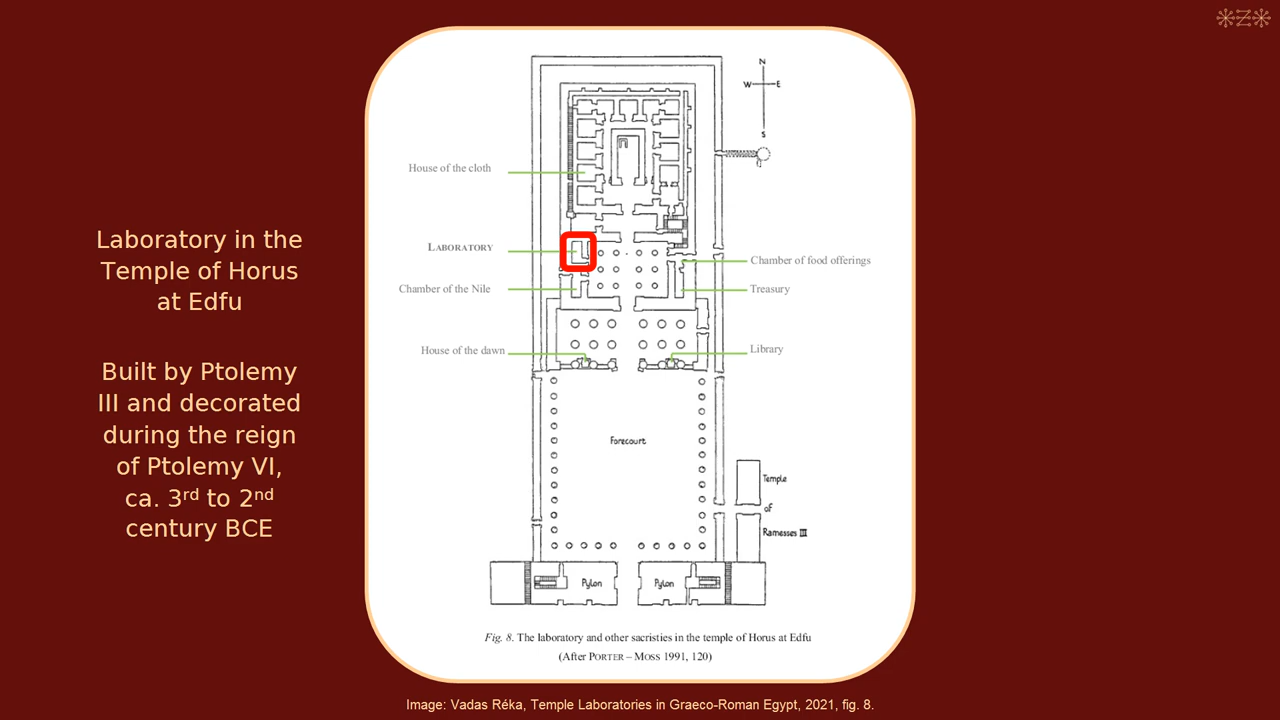 Laboratory in the
Temple of Horus
at Edfu
Built by Ptolemy
III and decorated
during the reign
of Ptolemy VI,
ca. 3rd to 2nd
century BCE
N
W E
S
House of the cloth
LABORATORY
Chamber of the Nile
House of the dawn
Chamber of food offerings
Treasury
Library
Forecourt
Temple
of
Ramesses III
Pylon
Pylon
Fig. 8. The laboratory and other sacristies in the temple of Horus at Edfu
(After PORTER – MOSS 1991, 120)
Image: Vadas Réka, Temple Laboratories in Graeco-Roman Egypt, 2021, fig. 8.